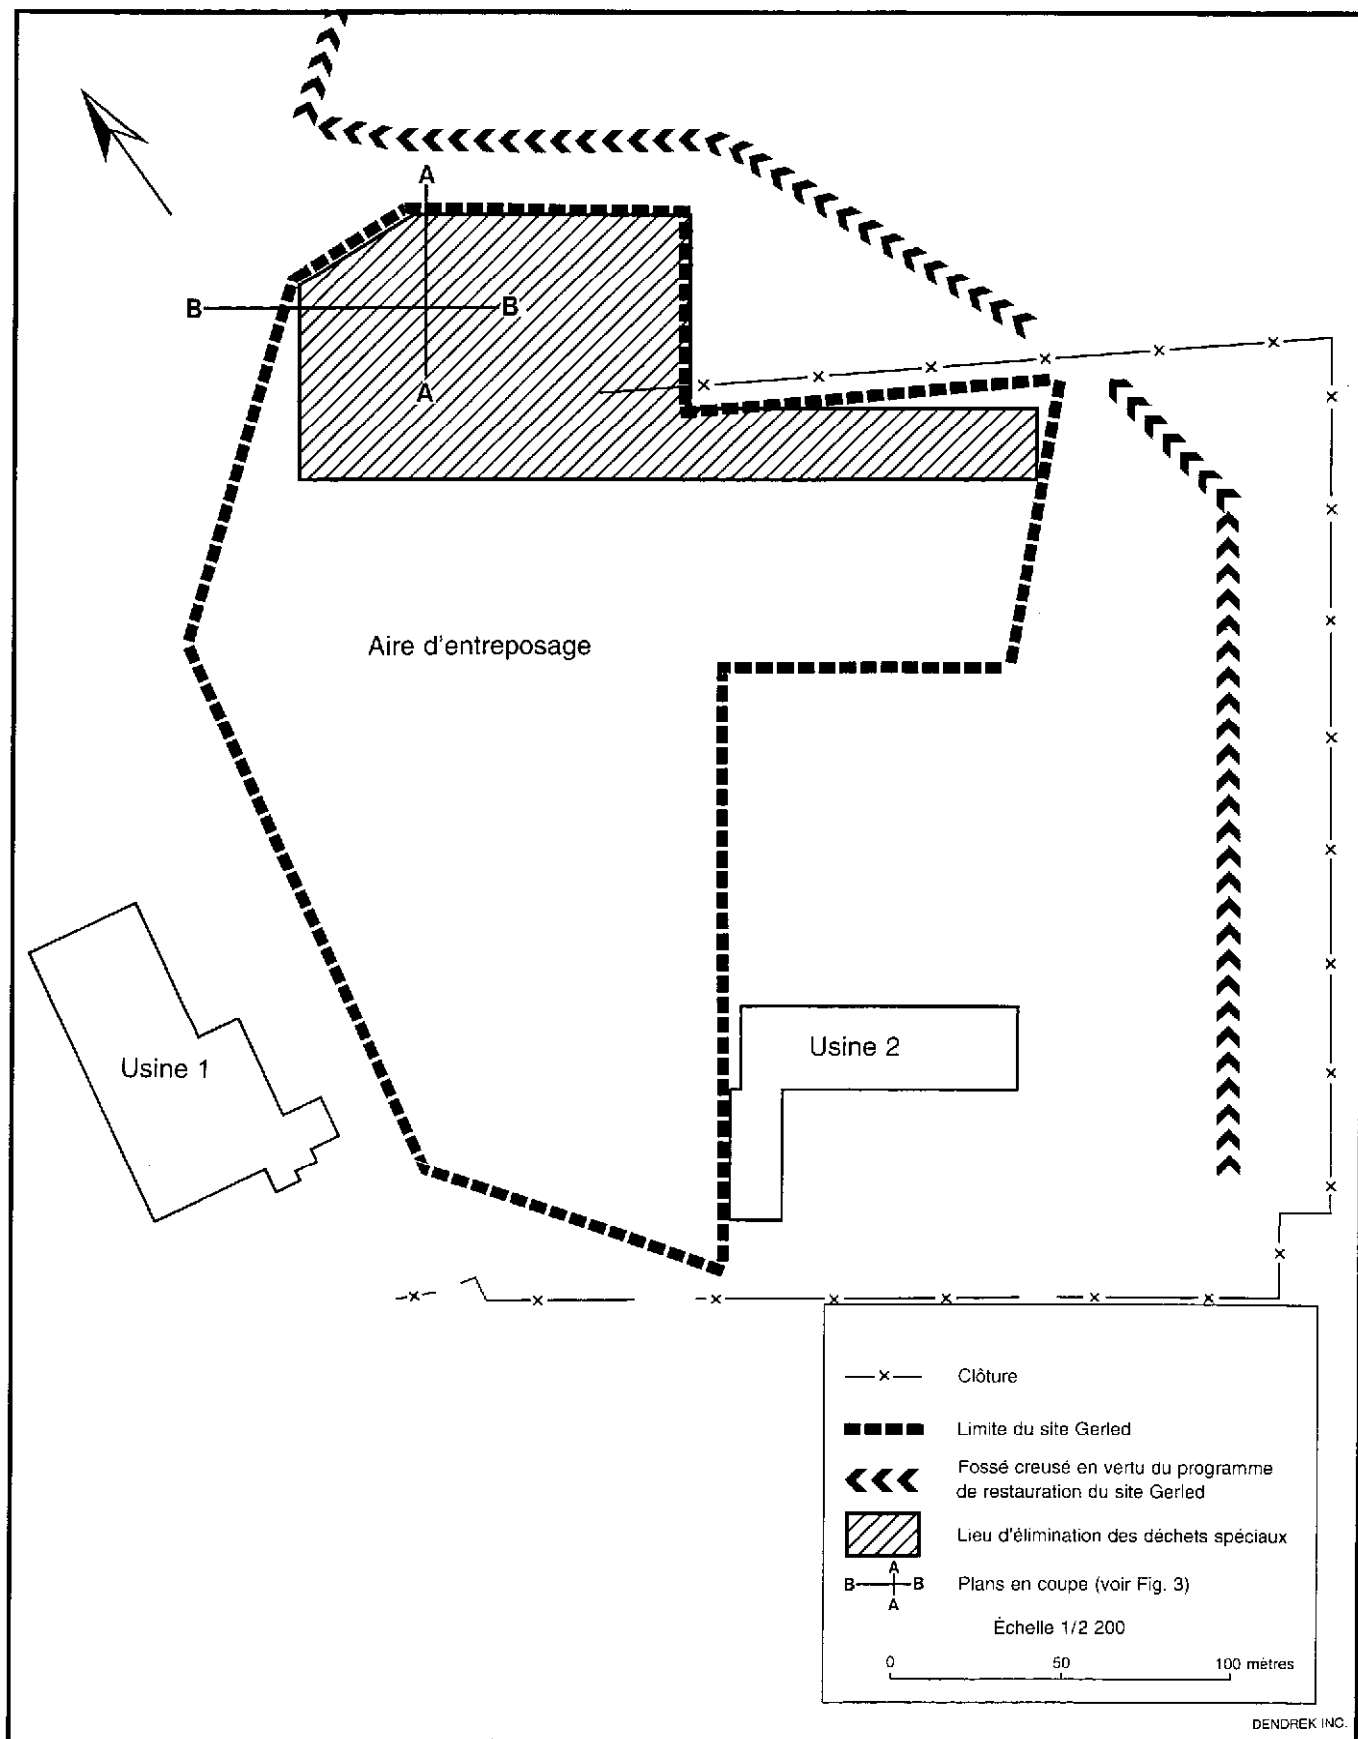 A
B
B
A
Aire d'entreposage
Usine 1
Usine 2
Clôture
Limite du site Gerled
Fossé creusé en vertu du programme
de restauration du site Gerled
Lieu d'élimination des déchets spéciaux
A
B
B
A
Plans en coupe (voir Fig. 3)
Échelle 1/2 200
0
50
100 mètres
DENDREK INC.